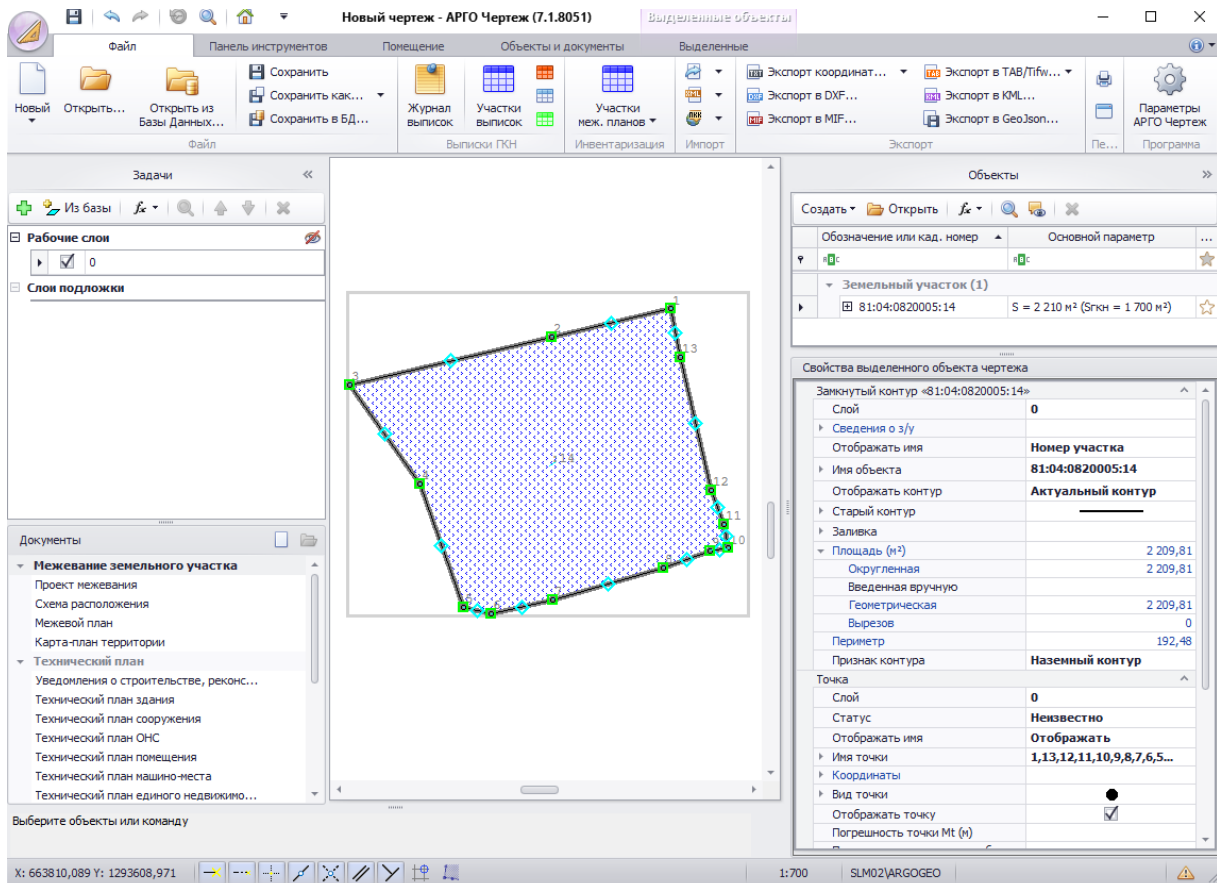 Новый чертеж - АРГО Чертеж (7.1.8051)
Выделенные объекты
Файл
Панель инструментов
Помещение
Объекты и документы
Выделенные
Новый
Открыть...
Открыть из Базы Данных...
Сохранить
Сохранить как...
Сохранить в БД...
Файл
Журнал выписок
Участки выписок
Выписки ГКН
Участки меж. планов
Инвентаризация
Импорт
Экспорт координат...
Экспорт в DXF...
Экспорт в MIF...
Экспорт в TAB/Tifw...
Экспорт в KML...
Экспорт в GeoJson...
Экспорт
Пе...
Параметры АРГО Чертеж
Программа
Задачи
Из базы
Рабочие слои
0
Слои подложки
Документы
Межевание земельного участка
Проект межевания
Схема расположения
Межевой план
Карта-план территории
Технический план
Уведомления о строительстве, реконс...
Технический план здания
Технический план сооружения
Технический план ОНС
Технический план помещения
Технический план машино-места
Технический план единого недвижимо...
1
2
13
3
:14
12
11
10
8
7
Объекты
Создать
Открыть
Обозначение или кад. номер
Основной параметр
...
Земельный участок (1)
81:04:0820005:14
S = 2 210 м² (Sгкн = 1 700 м²)
Свойства выделенного объекта чертежа
Замкнутый контур «81:04:0820005:14»
Слой 0
Сведения о з/у
Отображать имя Номер участка
Имя объекта 81:04:0820005:14
Отображать контур Актуальный контур
Старый контур
Заливка
Площадь (м²) 2 209,81
Округленная 2 209,81
Введенная вручную
Геометрическая 2 209,81
Вырезов 0
Периметр 192,48
Признак контура Наземный контур
Точка
Слой 0
Статус Неизвестно
Отображать имя Отображать
Имя точки 1,13,12,11,10,9,8,7,6,5...
Координаты
Вид точки
Отображать точку
Погрешность точки Mt (м)
Выберите объекты или команду
X: 663810,089 Y: 1293608,971
1:700
SLM02\ARGOGEO